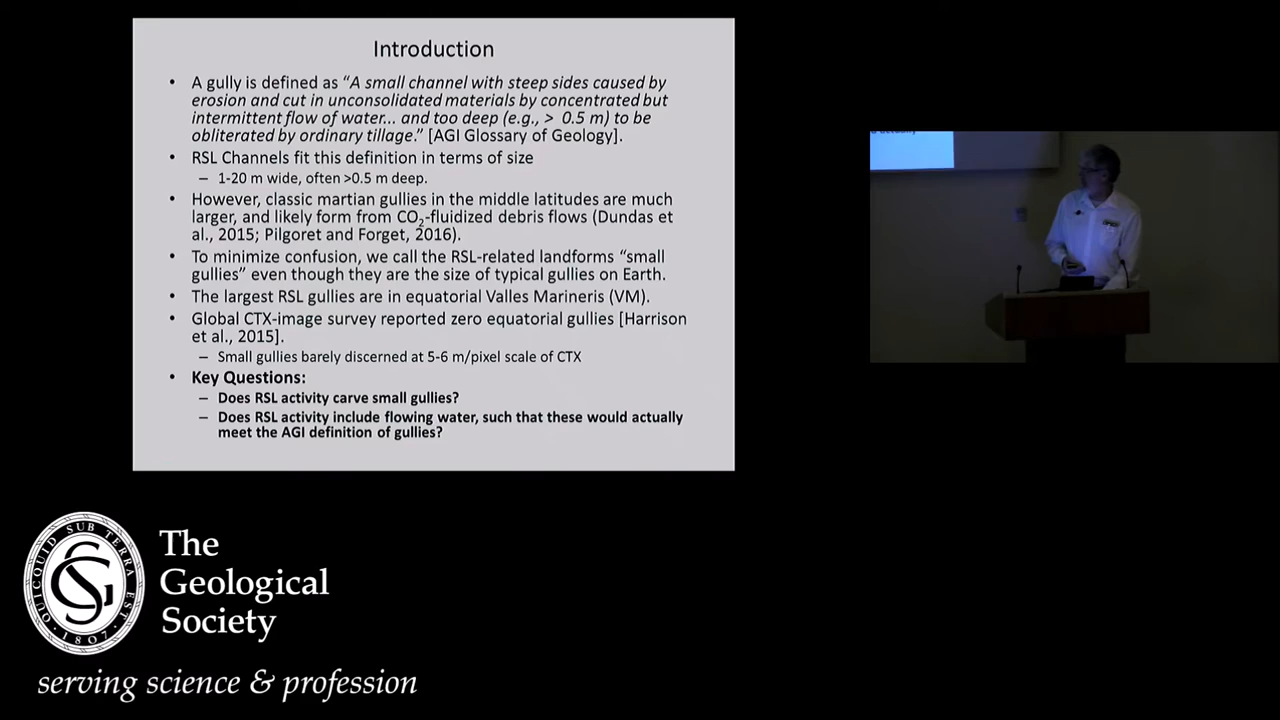 Introduction
• A gully is defined as “A small channel with steep sides caused by
erosion and cut in unconsolidated materials by concentrated but
intermittent flow of water... and too deep (e.g., > 0.5 m) to be
obliterated by ordinary tillage.” [AGI Glossary of Geology].
• RSL Channels fit this definition in terms of size
– 1-20 m wide, often >0.5 m deep.
• However, classic martian gullies in the middle latitudes are much
larger, and likely form from CO2-fluidized debris flows (Dundas et
al., 2015; Pilgoret and Forget, 2016).
• To minimize confusion, we call the RSL-related landforms “small
gullies” even though they are the size of typical gullies on Earth.
• The largest RSL gullies are in equatorial Valles Marineris (VM).
• Global CTX-image survey reported zero equatorial gullies [Harrison
et al., 2015].
– Small gullies barely discerned at 5-6 m/pixel scale of CTX
• Key Questions:
– Does RSL activity carve small gullies?
– Does RSL activity include flowing water, such that these would actually
meet the AGI definition of gullies?
actually
QUICQUID SUB TERRA EST
· 1807 ·
The
Geological
Society
serving science & profession